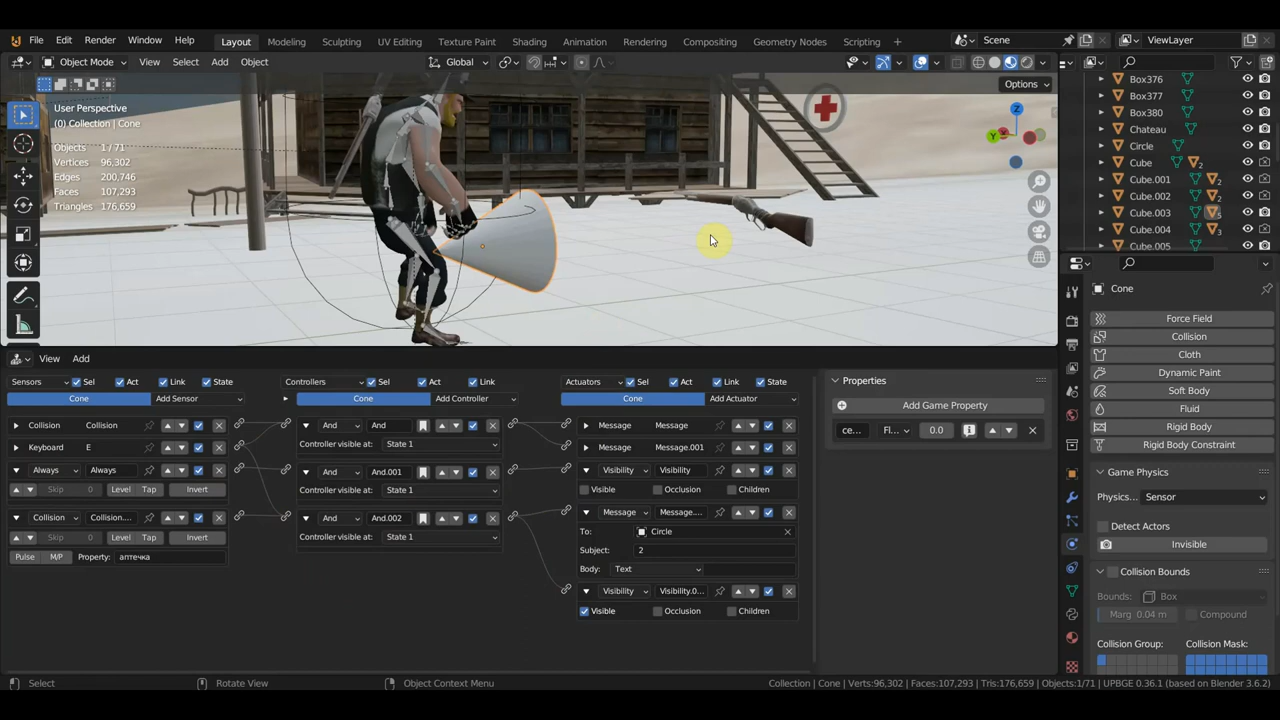 File Edit Render Window Help Layout Modeling Sculpting UV Editing Texture Paint Shading Animation Rendering Compositing Geometry Nodes Scripting + Scene ViewLayer
Object Mode View Select Add Object Global
Options
User Perspective
(0) Collection | Cone
Objects 1/71
Vertices 96,302
Edges 200,746
Faces 107,293
Triangles 176,659
Z
Y
Box376
Box377
Box380
Chateau
Circle
Cube 2
Cube.001 2
Cube.002 2
Cube.003 5
Cube.004 3
Cube.005
View Add
Sensors Sel Act Link State Controllers Sel Act Link Actuators Sel Act Link State
Cone Add Sensor Cone Add Controller Cone Add Actuator
Collision Collision And And Message Message
Controller visible at: State 1
Keyboard E Message Message.001
Always Always And And.001 Visibility Visibility
Skip 0 Level Tap Invert Controller visible at: State 1 Visible Occlusion Children
Collision Collision.... And And.002 Message Message....
Skip 0 Level Tap Invert Controller visible at: State 1 To: Circle
Pulse M/P Property: аптечка Subject: 2
Body: Text
Visibility Visibility.0...
Visible Occlusion Children
Properties
Add Game Property
ce... Fl... 0.0
Cone
Force Field
Collision
Cloth
Dynamic Paint
Soft Body
Fluid
Rigid Body
Rigid Body Constraint
Game Physics
Physics... Sensor
Detect Actors
Invisible
Collision Bounds
Bounds: Box
Marg 0.04 m Compound
Collision Group: Collision Mask:
Select Rotate View Object Context Menu Collection | Cone | Verts:96,302 | Faces:107,293 | Tris:176,659 | Objects:1/71 | UPBGE 0.36.1 (based on Blender 3.6.2)